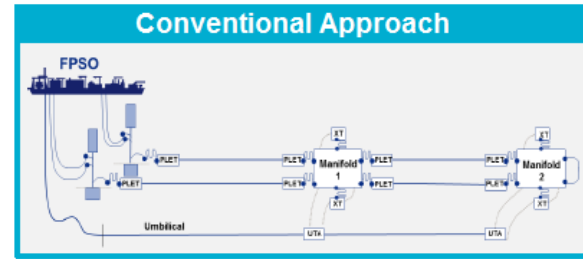 Conventional Approach
FPSO
XT
XT
PLET
PLET
PLET
PLET
Manifold
1
Manifold
2
PLET
PLET
PLET
PLET
XT
XT
Umbilical
UTA
UTA